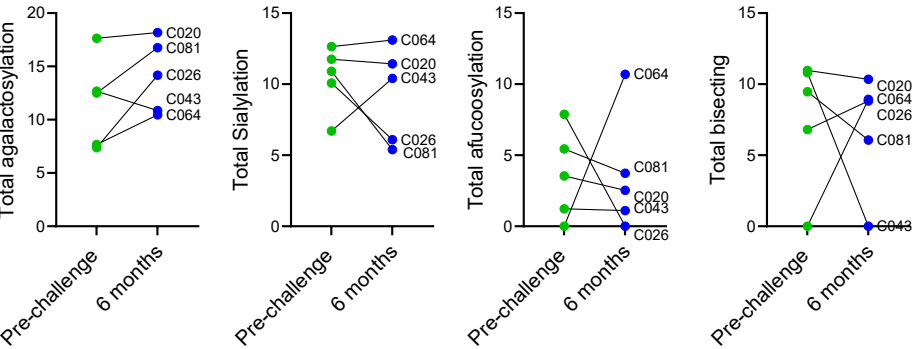 Total agalactosylation
20
15
10
5
0
C020
C081
C026
C043
C064
Pre-challenge
6 months
Total Sialylation
15
10
5
0
C064
C020
C043
C026
C081
Pre-challenge
6 months
Total afucoosylation
15
10
5
0
C064
C081
C020
C043
C026
Pre-challenge
6 months
Total bisecting
15
10
5
0
C020
C064
C026
C081
C043
Pre-challenge
6 months